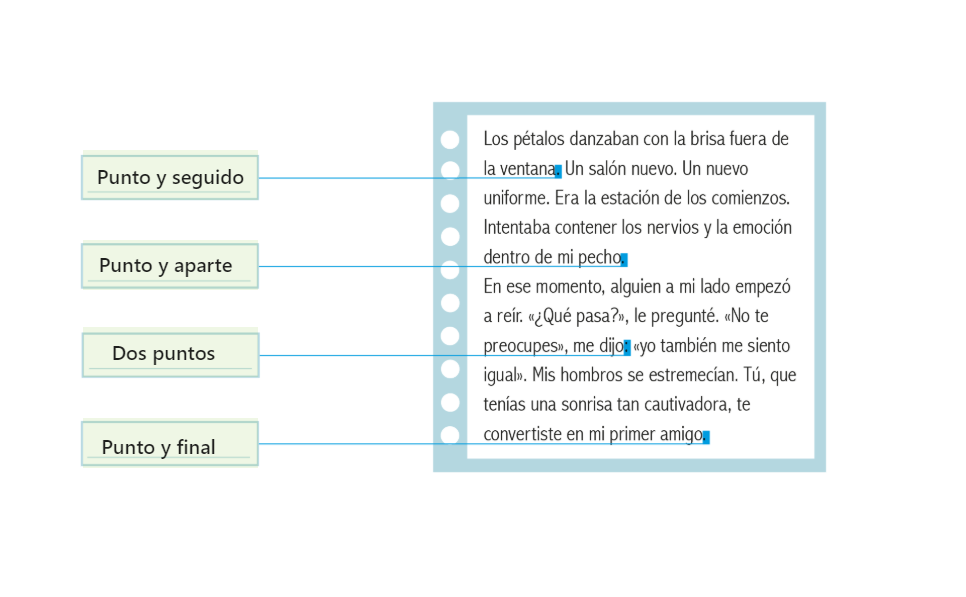 Punto y seguido
Punto y aparte
Dos puntos
Punto y final
Los pétalos danzaban con la brisa fuera de
la ventana. Un salón nuevo. Un nuevo
uniforme. Era la estación de los comienzos.
Intentaba contener los nervios y la emoción
dentro de mi pecho.
En ese momento, alguien a mi lado empezó
a reír. «¿Qué pasa?», le pregunté. «No te
preocupes», me dijo: «yo también me siento
igual». Mis hombros se estremecían. Tú, que
tenías una sonrisa tan cautivadora, te
convertiste en mi primer amigo.